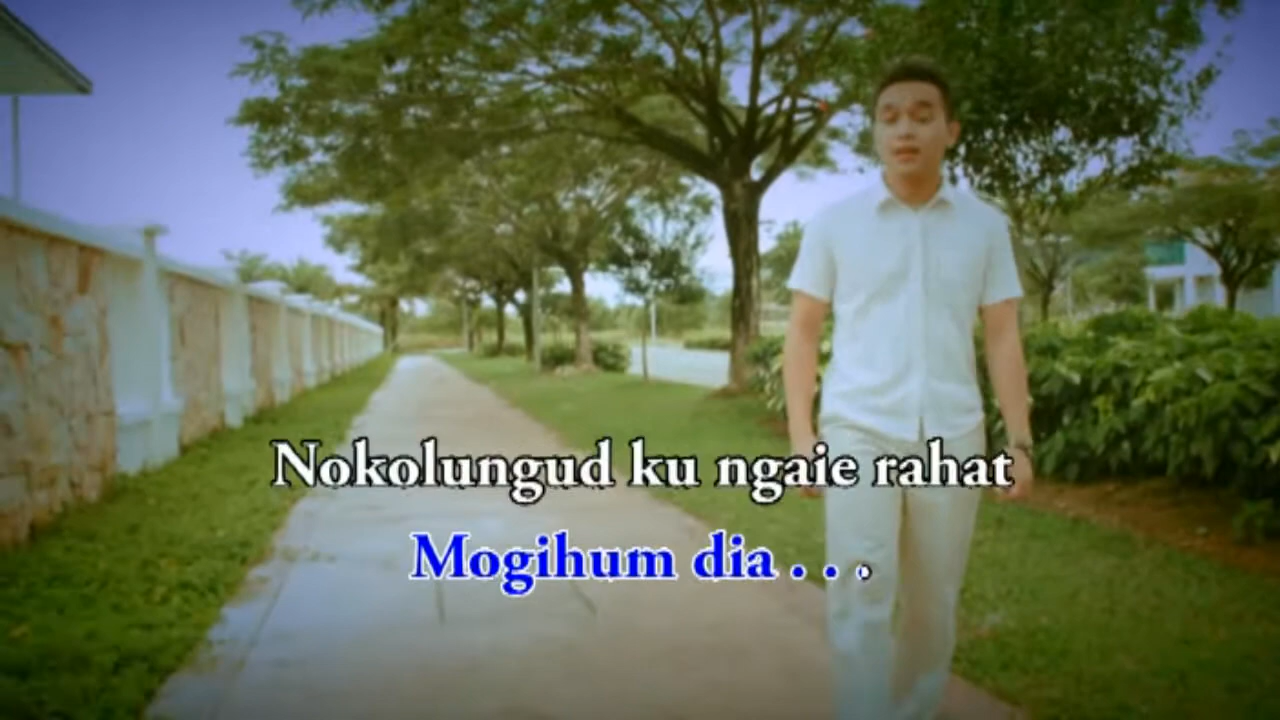 Nokolungud ku ngaie rahat
Mogihum dia . . .